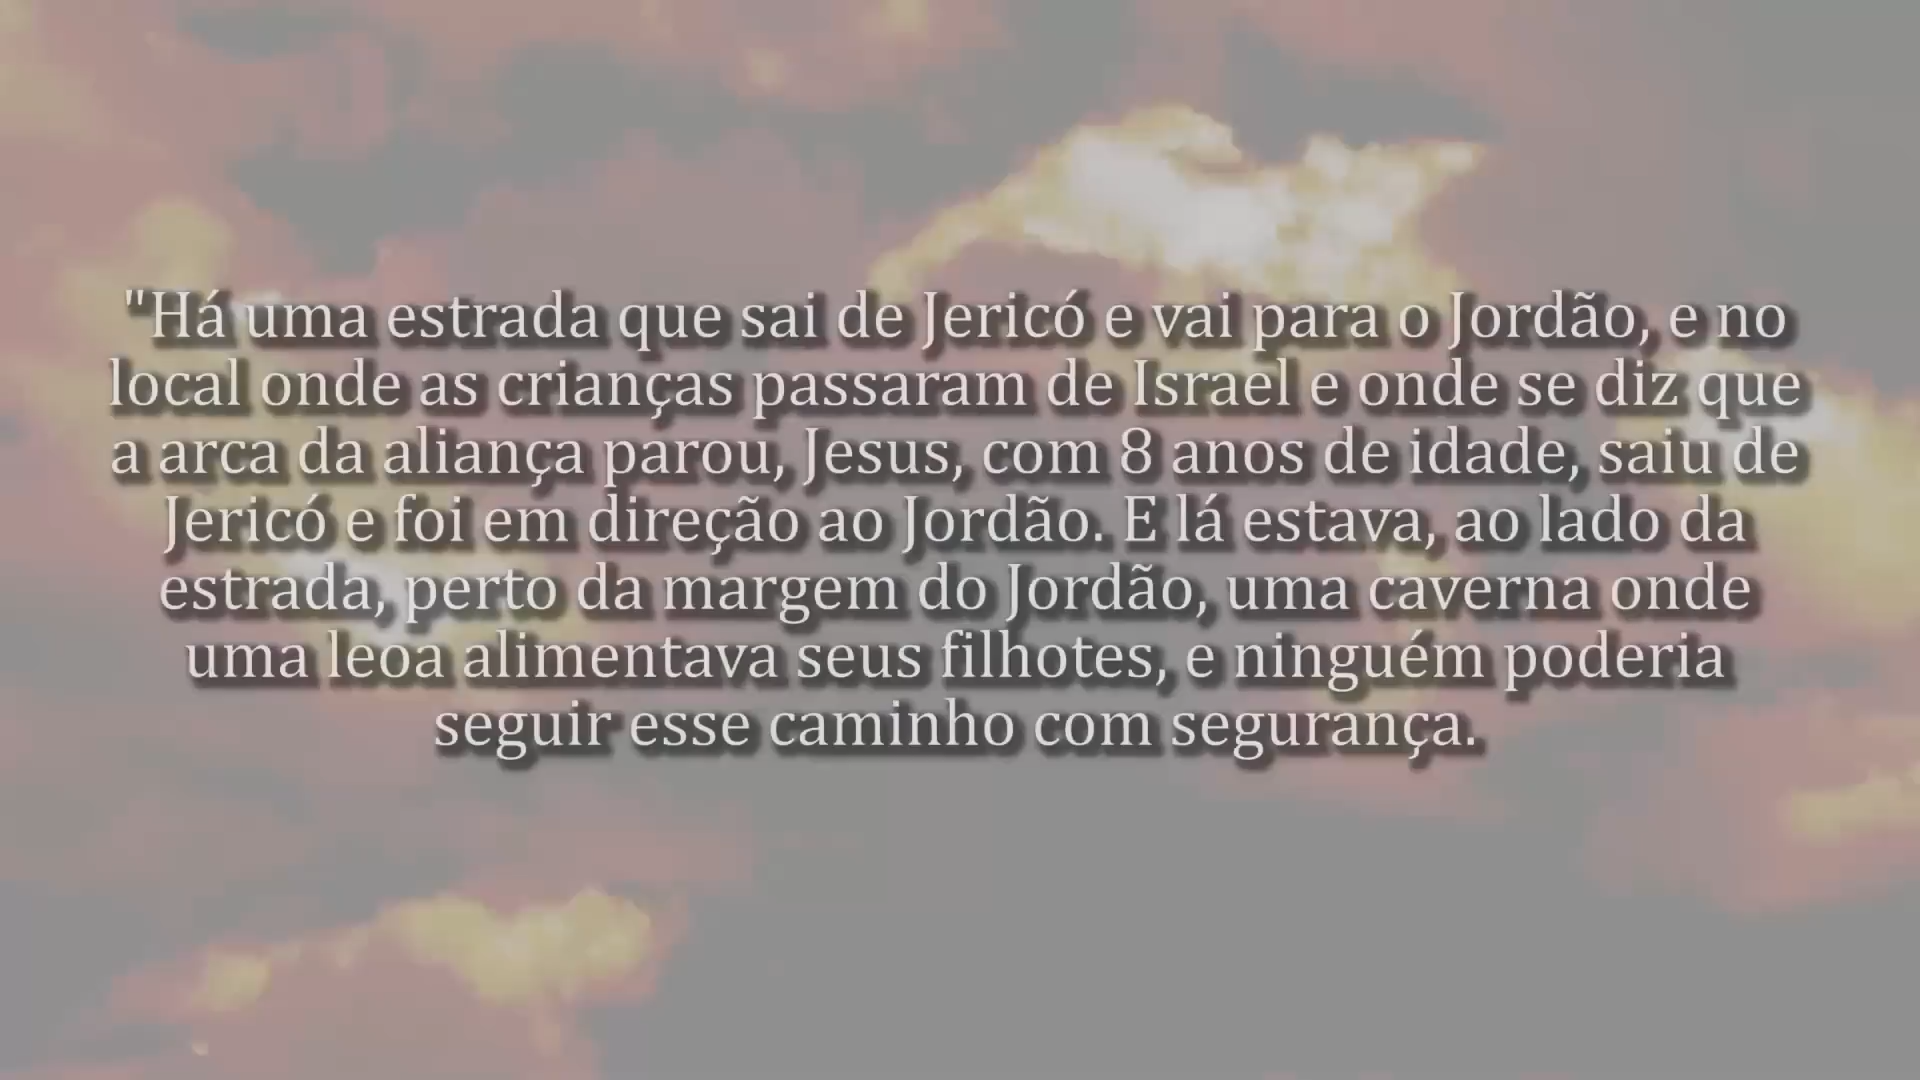 "Há uma estrada que sai de Jericó e vai para o Jordão, e no
local onde as crianças passaram de Israel e onde se diz que
a arca da aliança parou, Jesus, com 8 anos de idade, saiu de
Jericó e foi em direção ao Jordão. E lá estava, ao lado da
estrada, perto da margem do Jordão, uma caverna onde
uma leoa alimentava seus filhotes, e ninguém poderia
seguir esse caminho com segurança.